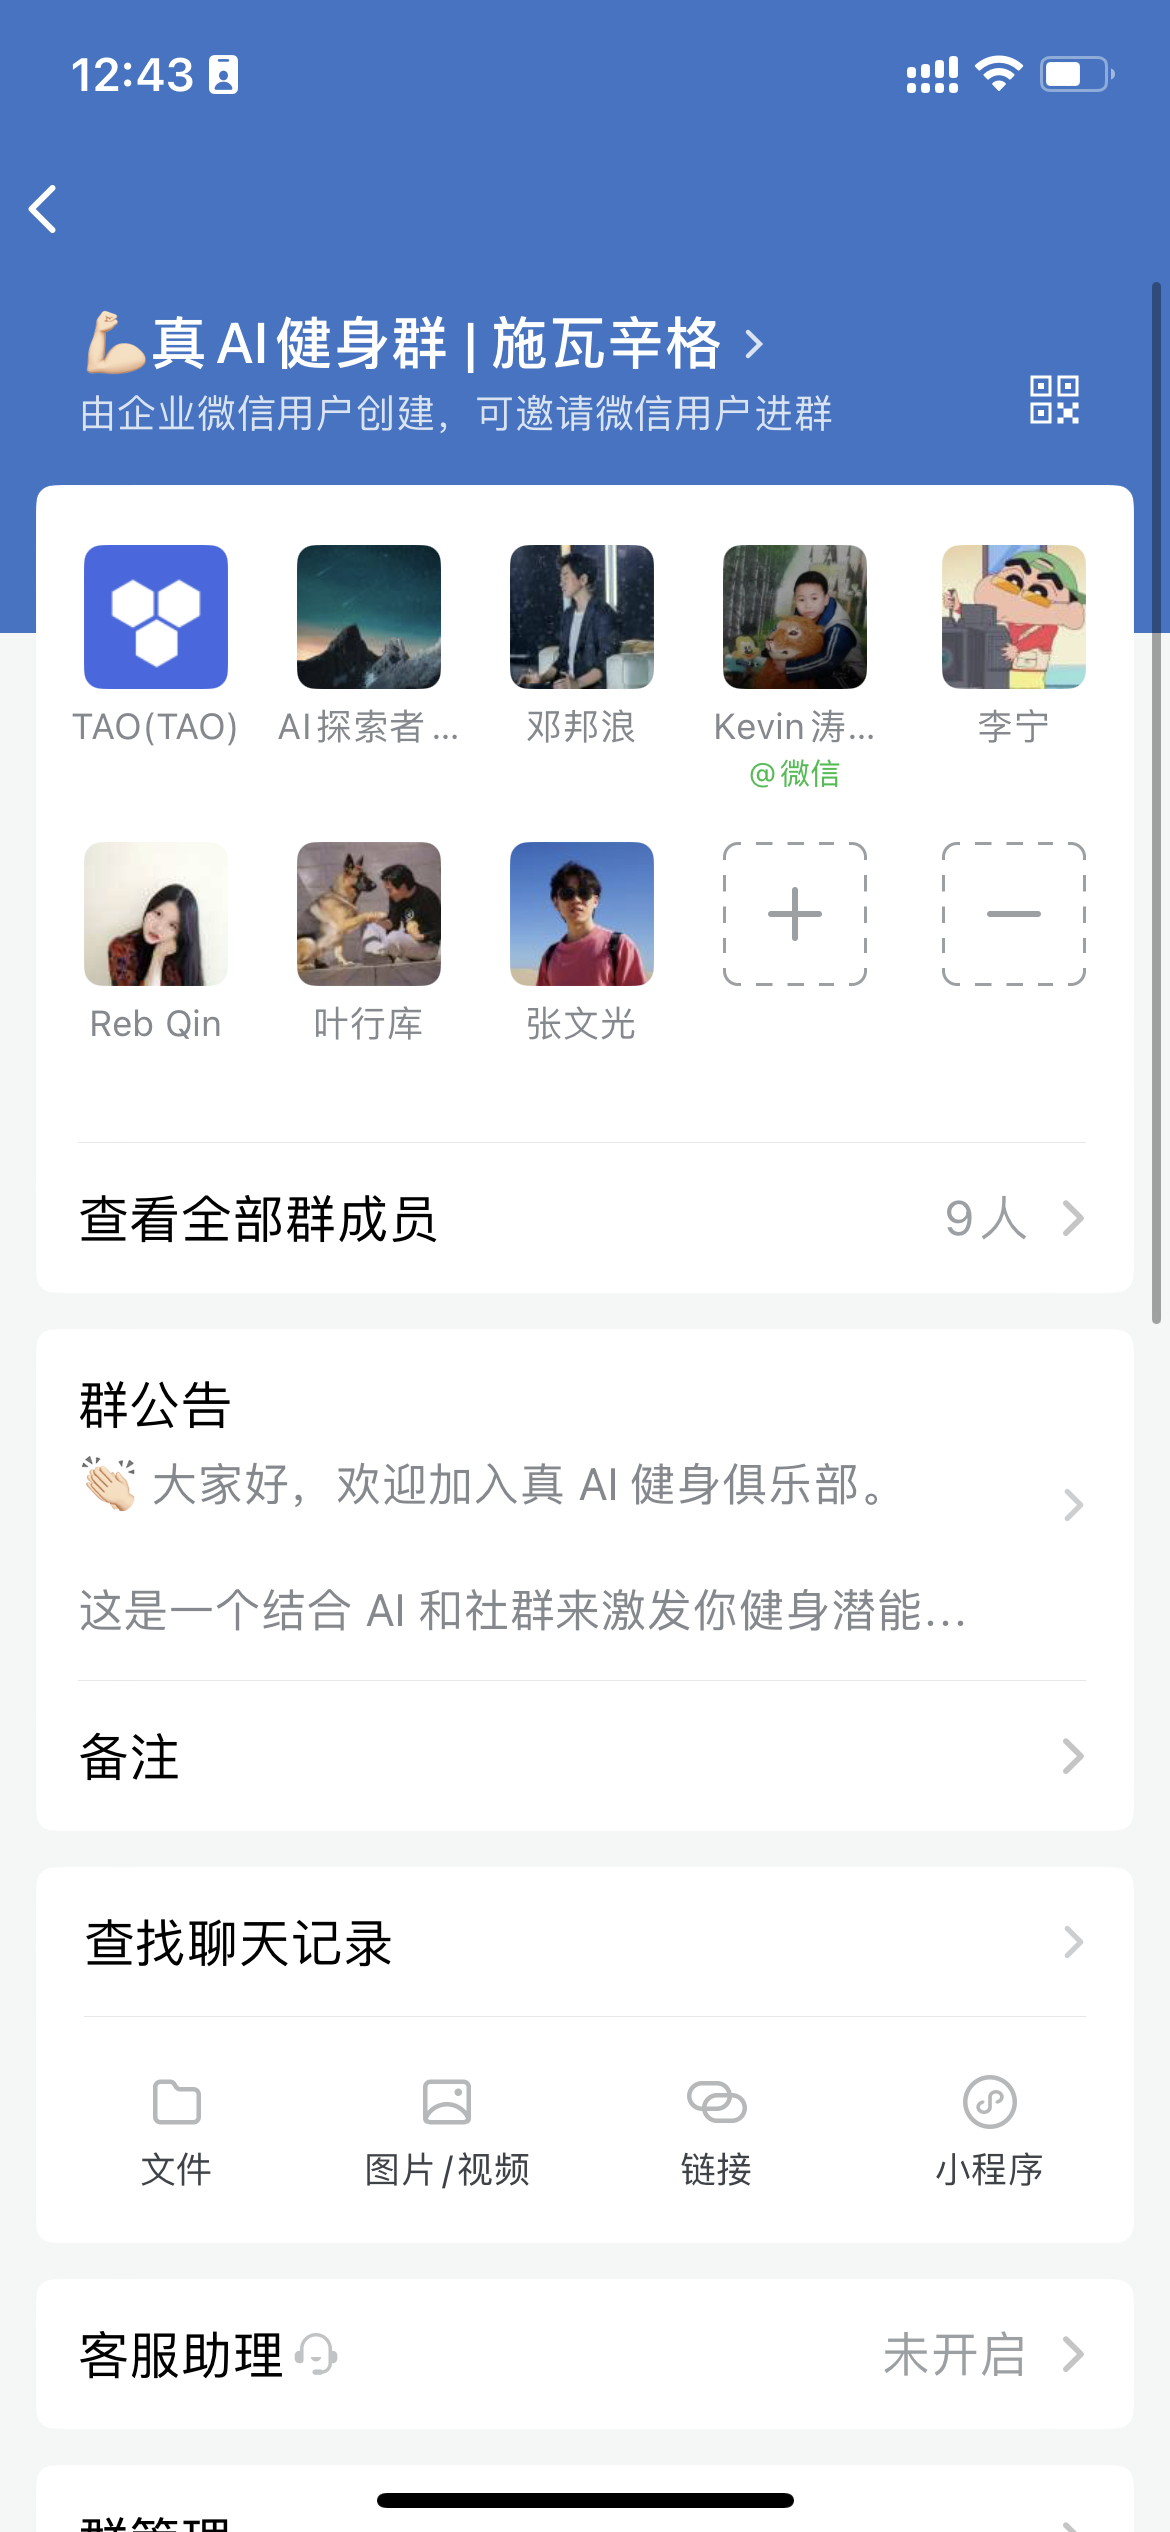 12:43
💪🏻真 AI 健身群 | 施瓦辛格
由企业微信用户创建，可邀请微信用户进群
TAO(TAO) AI 探索者 ... 邓邦浪 Kevin 涛... 李宁
@微信
Reb Qin 叶行库 张文光
查看全部群成员 9人
群公告
👏🏻 大家好，欢迎加入真 AI 健身俱乐部。
这是一个结合 AI 和社群来激发你健身潜能...
备注
查找聊天记录
文件 图片/视频 链接 小程序
客服助理 未开启
群管理